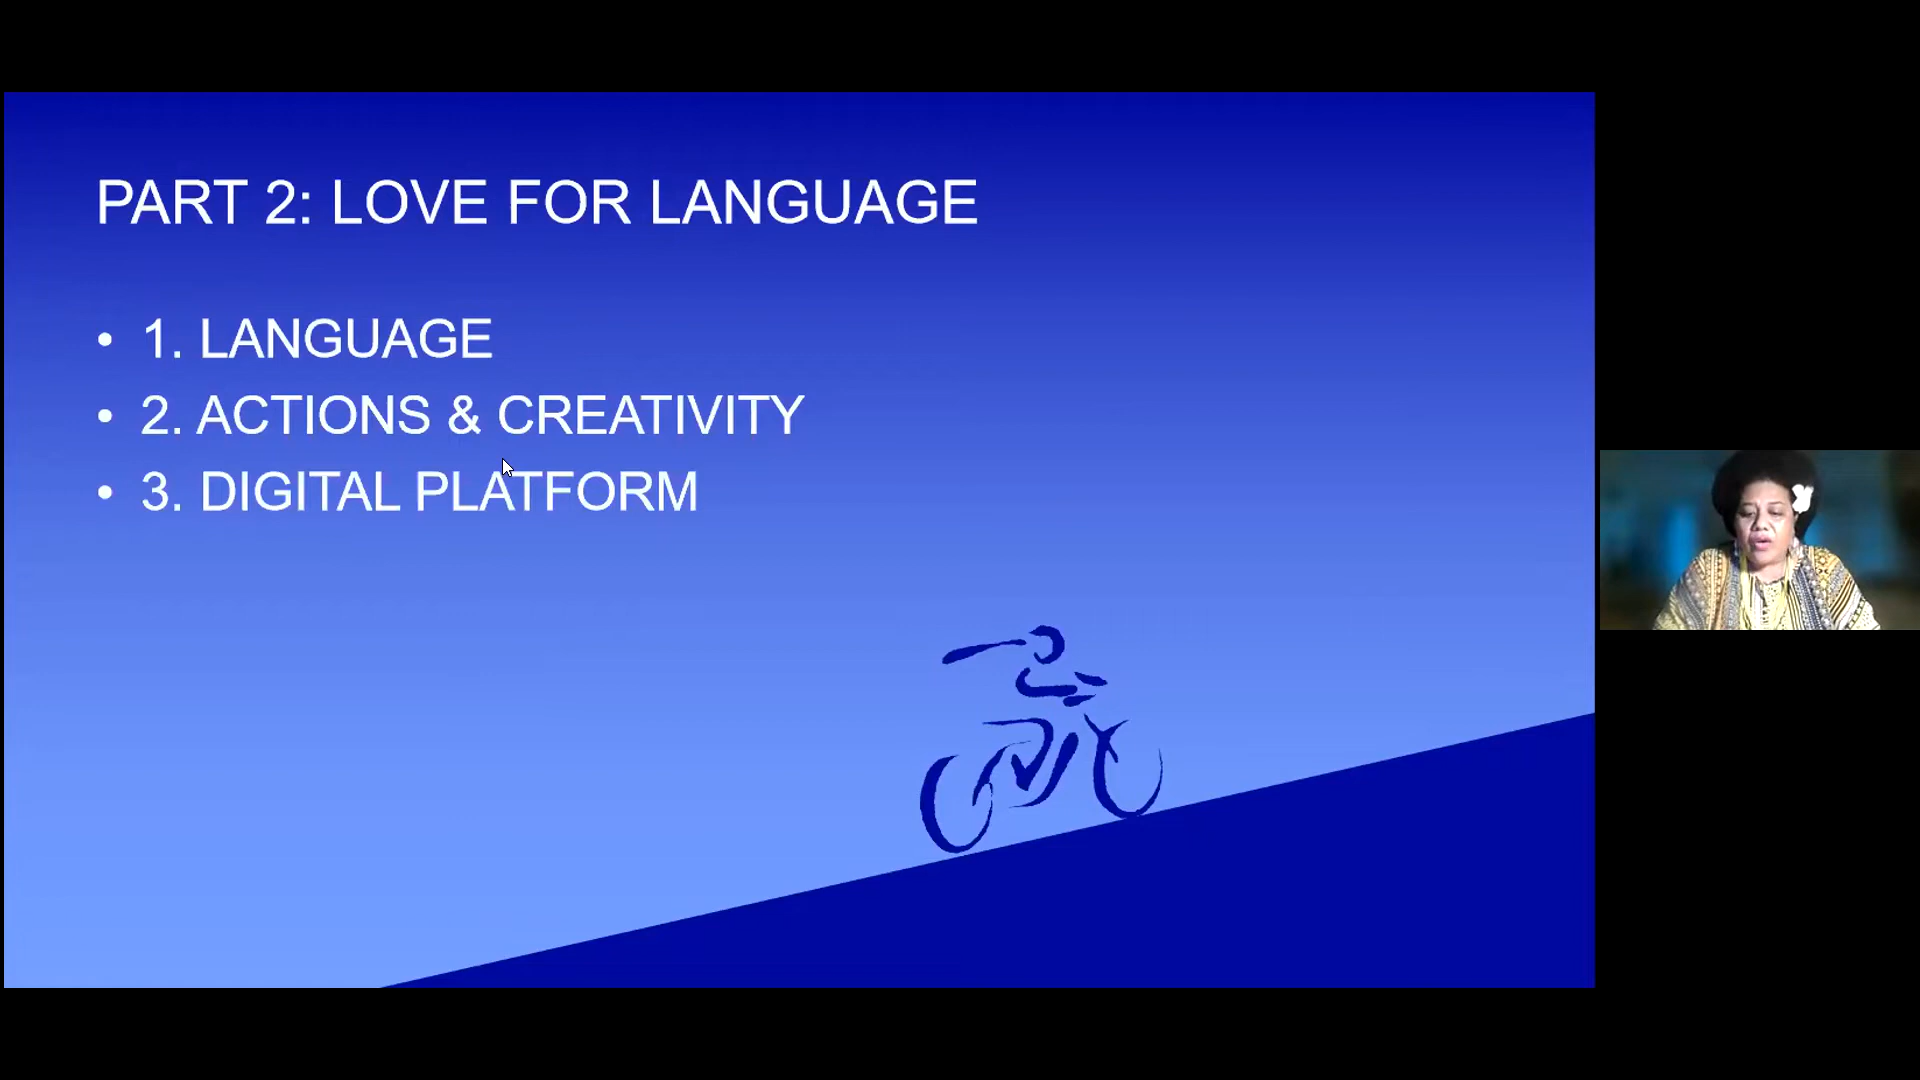 PART 2: LOVE FOR LANGUAGE
• 1. LANGUAGE
• 2. ACTIONS & CREATIVITY
• 3. DIGITAL PLATFORM